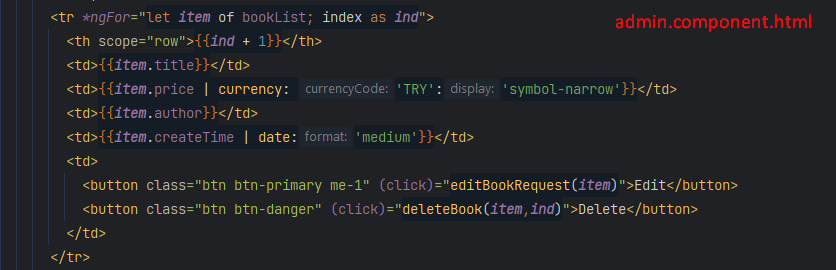 <tr *ngFor="let item of bookList; index as ind">
admin.component.html
<th scope="row">{{ind + 1}}</th>
<td>{{item.title}}</td>
<td>{{item.price | currency: currencyCode: 'TRY': display: 'symbol-narrow'}}</td>
<td>{{item.author}}</td>
<td>{{item.createTime | date: format: 'medium'}}</td>
<td>
<button class="btn btn-primary me-1" (click)="editBookRequest(item)">Edit</button>
<button class="btn btn-danger" (click)="deleteBook(item,ind)">Delete</button>
</td>
</tr>